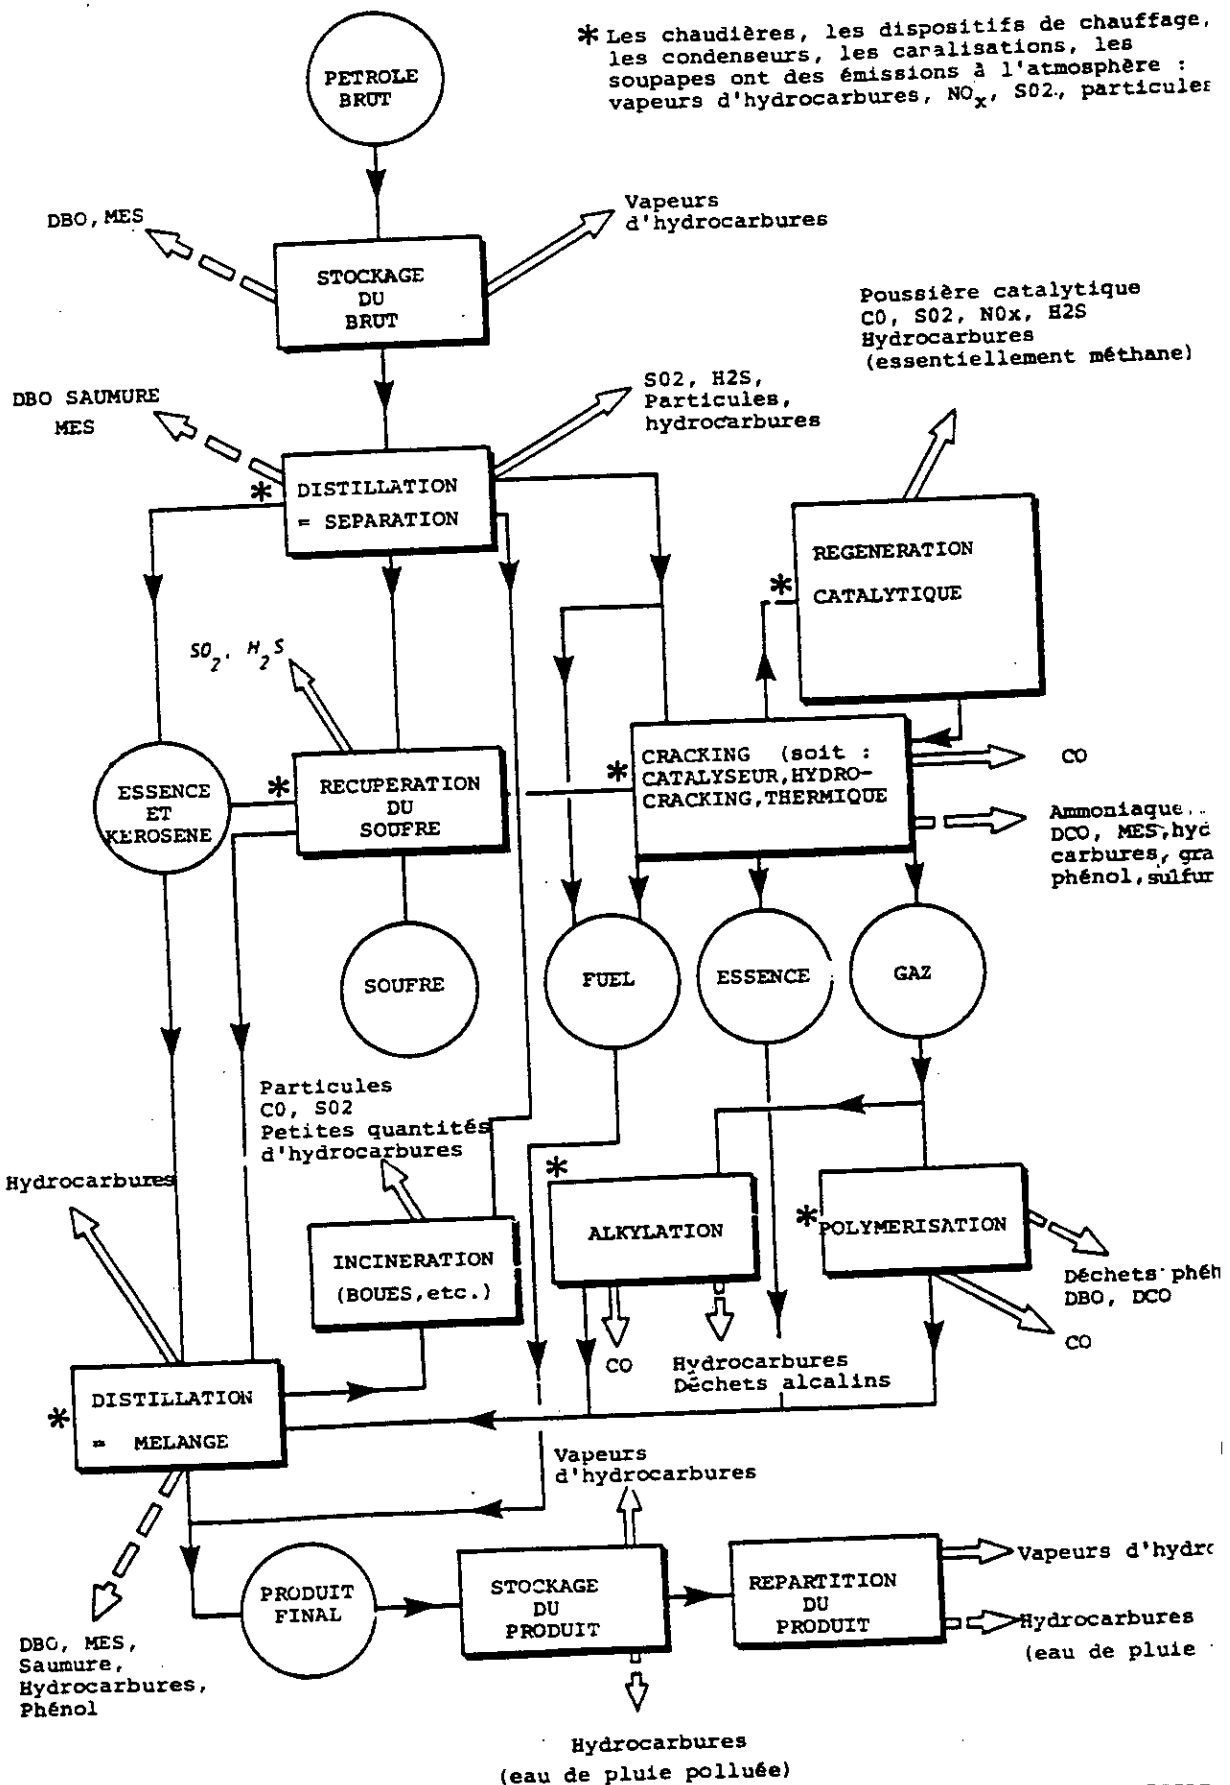 * Les chaudières, les dispositifs de chauffage,
les condenseurs, les caralisations, les
soupapes ont des émissions à l'atmosphère :
vapeurs d'hydrocarbures, NOx, SO2, particules
PETROLE
BRUT
DBO, MES
Vapeurs
d'hydrocarbures
STOCKAGE
DU
BRUT
Poussière catalytique
CO, SO2, NOx, H2S
Hydrocarbures
(essentiellement méthane)
DBO SAUMURE
MES
SO2, H2S,
Particules,
hydrocarbures
* DISTILLATION
= SEPARATION
* REGENERATION
CATALYTIQUE
SO2, H2S
ESSENCE
ET
KEROSENE
* RECUPERATION
DU
SOUFRE
* CRACKING (soit :
CATALYSEUR, HYDRO-
CRACKING, THERMIQUE
CO
Ammoniaque,
DCO, MES, hyd
carbures, gra
phénol, sulfur
SOUFRE
FUEL
ESSENCE
GAZ
Particules
CO, SO2
Petites quantités
d'hydrocarbures
Hydrocarbures
INCINERATION
(BOUES, etc.)
* ALKYLATION
* POLYMERISATION
Déchets phén
DBO, DCO
CO
CO
Hydrocarbures
Déchets alcalins
* DISTILLATION
= MELANGE
Vapeurs
d'hydrocarbures
PRODUIT
FINAL
STOCKAGE
DU
PRODUIT
REPARTITION
DU
PRODUIT
Vapeurs d'hydro
Hydrocarbures
(eau de pluie
DBO, MES,
Saumure,
Hydrocarbures,
Phénol
Hydrocarbures
(eau de pluie polluée)